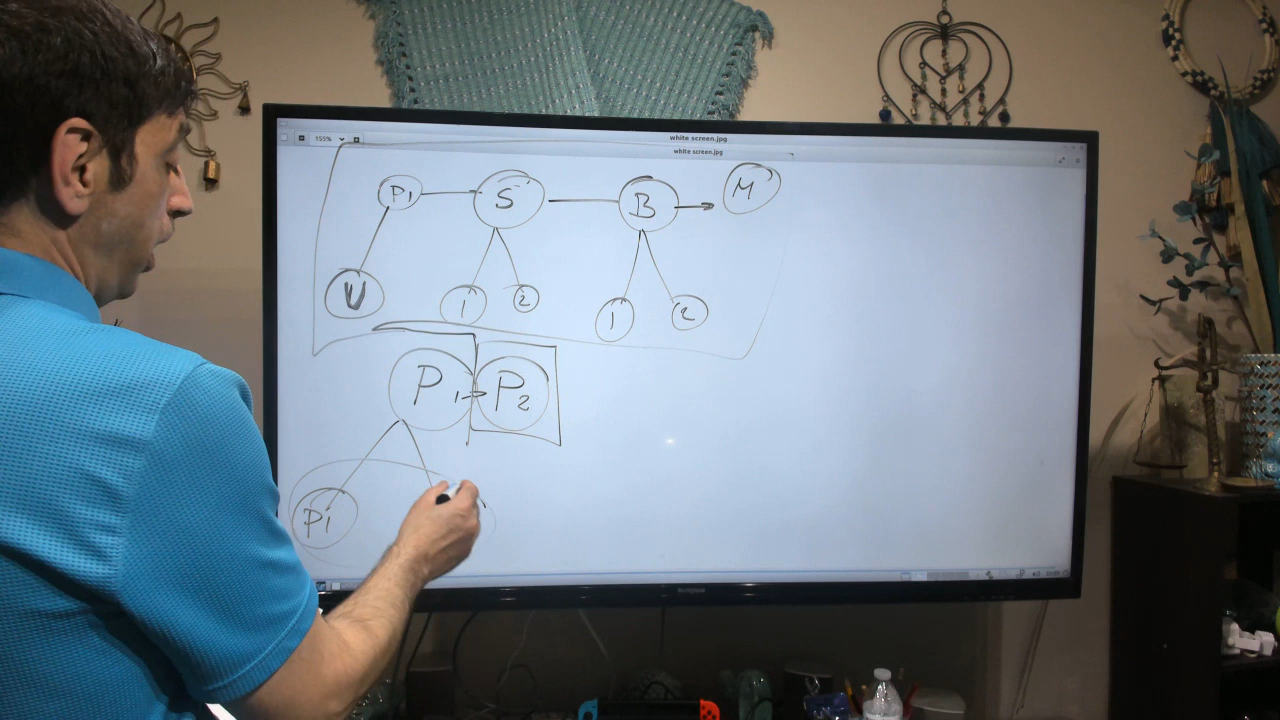 white screen.jpg
155%
white screen.jpg
P1 S B M
U 1 2 1 2
P1 P2
P1